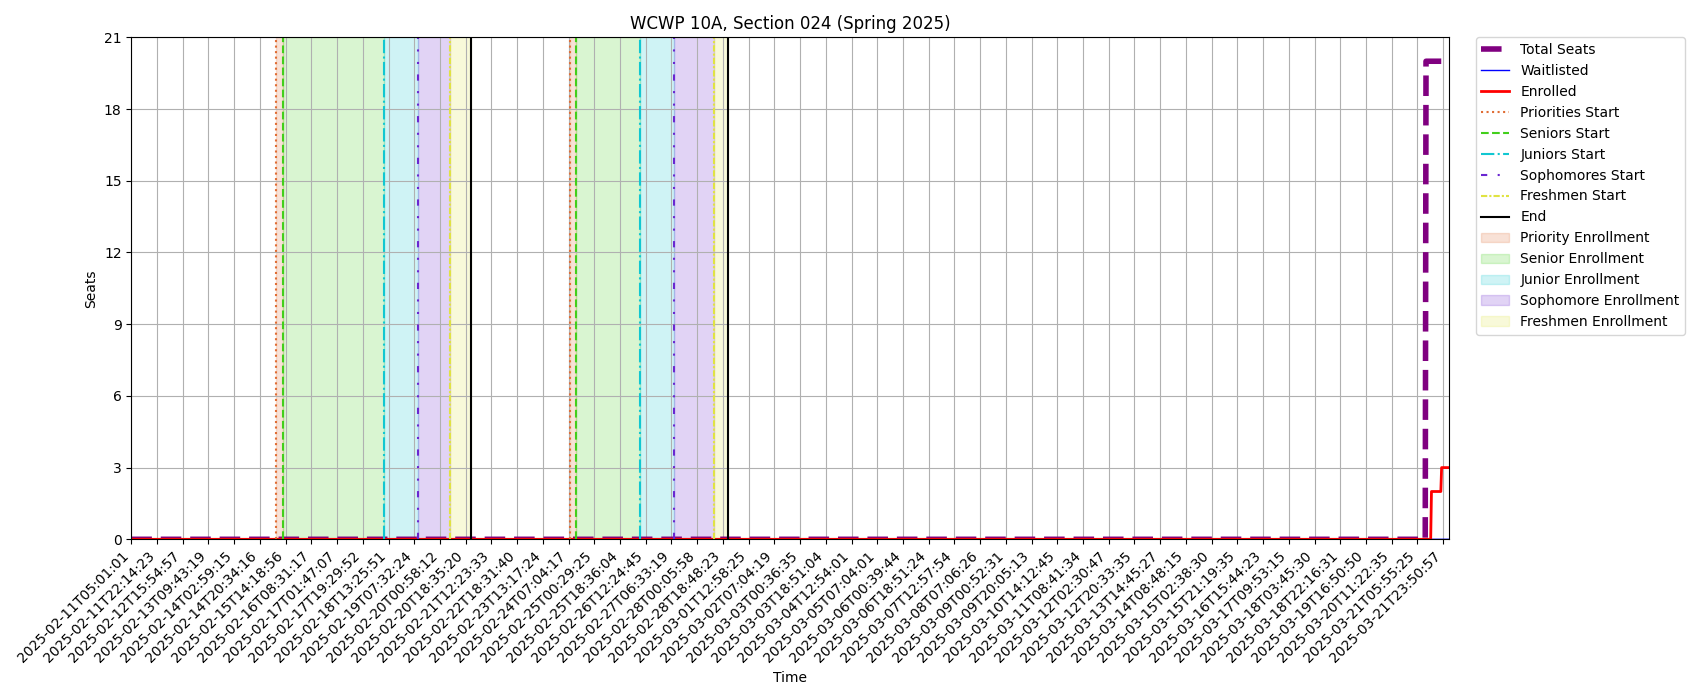 WCWP 10A, Section 024 (Spring 2025)
21
18
15
12
9
6
3
0
Seats
2025-02-11T05:01:01
2025-02-11T22:14:23
2025-02-12T15:54:57
2025-02-13T09:43:19
2025-02-14T02:59:15
2025-02-14T20:34:16
2025-02-15T14:18:56
2025-02-16T08:31:17
2025-02-17T01:47:07
2025-02-17T19:29:52
2025-02-18T13:25:51
2025-02-19T07:32:24
2025-02-20T00:58:12
2025-02-20T18:35:20
2025-02-21T12:23:33
2025-02-22T18:31:40
2025-02-23T13:17:24
2025-02-24T07:04:17
2025-02-25T00:29:25
2025-02-25T18:36:04
2025-02-26T12:24:45
2025-02-27T06:33:19
2025-02-28T00:05:58
2025-02-28T18:48:23
2025-03-01T12:58:25
2025-03-02T07:04:19
2025-03-03T00:36:35
2025-03-03T18:51:04
2025-03-04T12:54:01
2025-03-05T07:04:01
2025-03-06T00:39:44
2025-03-06T18:51:24
2025-03-07T12:57:54
2025-03-08T07:06:26
2025-03-09T00:52:31
2025-03-09T20:05:13
2025-03-10T14:12:45
2025-03-11T08:41:34
2025-03-12T02:30:47
2025-03-12T20:33:35
2025-03-13T14:45:27
2025-03-14T08:48:15
2025-03-15T02:38:30
2025-03-15T21:19:35
2025-03-16T15:44:23
2025-03-17T09:53:15
2025-03-18T03:45:30
2025-03-18T22:16:31
2025-03-19T16:50:50
2025-03-20T11:22:35
2025-03-21T05:55:25
2025-03-21T23:50:57
Time
Total Seats
Waitlisted
Enrolled
Priorities Start
Seniors Start
Juniors Start
Sophomores Start
Freshmen Start
End
Priority Enrollment
Senior Enrollment
Junior Enrollment
Sophomore Enrollment
Freshmen Enrollment